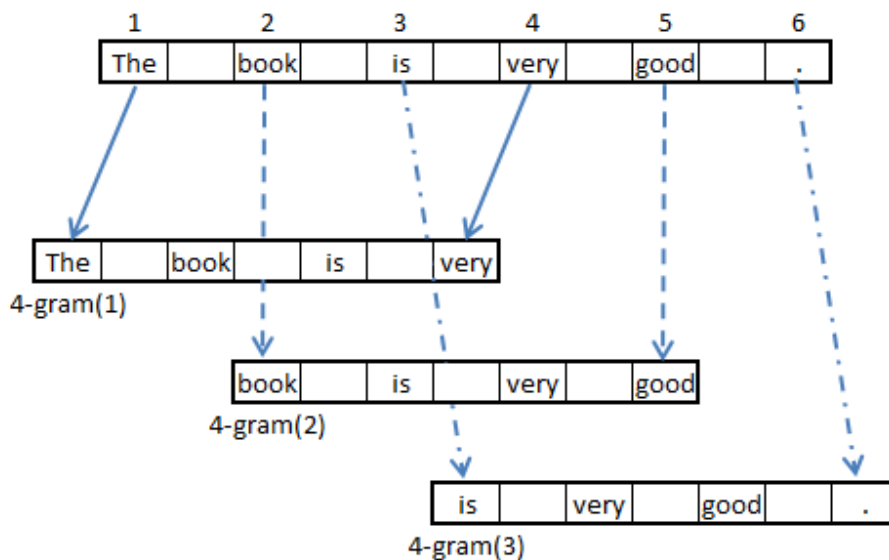 1 2 3 4 5 6
The book is very good .
The book is very
4-gram(1)
book is very good
4-gram(2)
is very good .
4-gram(3)